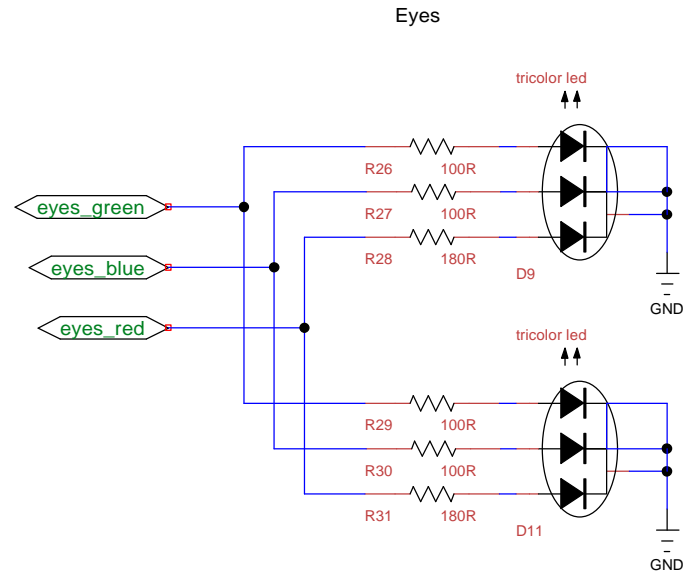 Eyes
tricolor led
R26 100R
eyes_green
R27 100R
R28 180R
eyes_blue
D9
GND
eyes_red
tricolor led
R29 100R
R30 100R
R31 180R
D11
GND